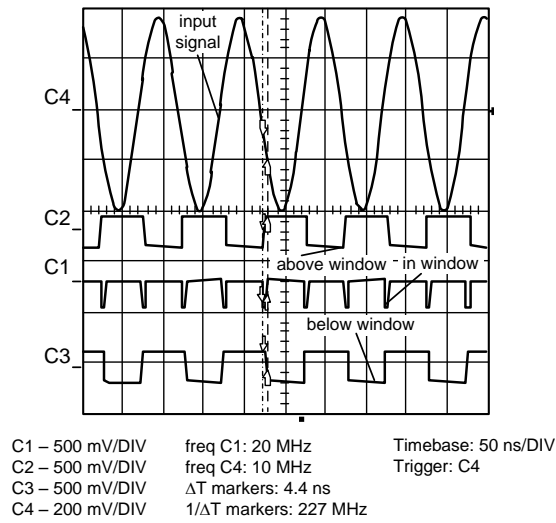 input
signal
C4
C2
above window
in window
C1
below window
C3
C1 – 500 mV/DIV
freq C1: 20 MHz
Timebase: 50 ns/DIV
C2 – 500 mV/DIV
freq C4: 10 MHz
Trigger: C4
C3 – 500 mV/DIV
ΔT markers: 4.4 ns
C4 – 200 mV/DIV
1/ΔT markers: 227 MHz